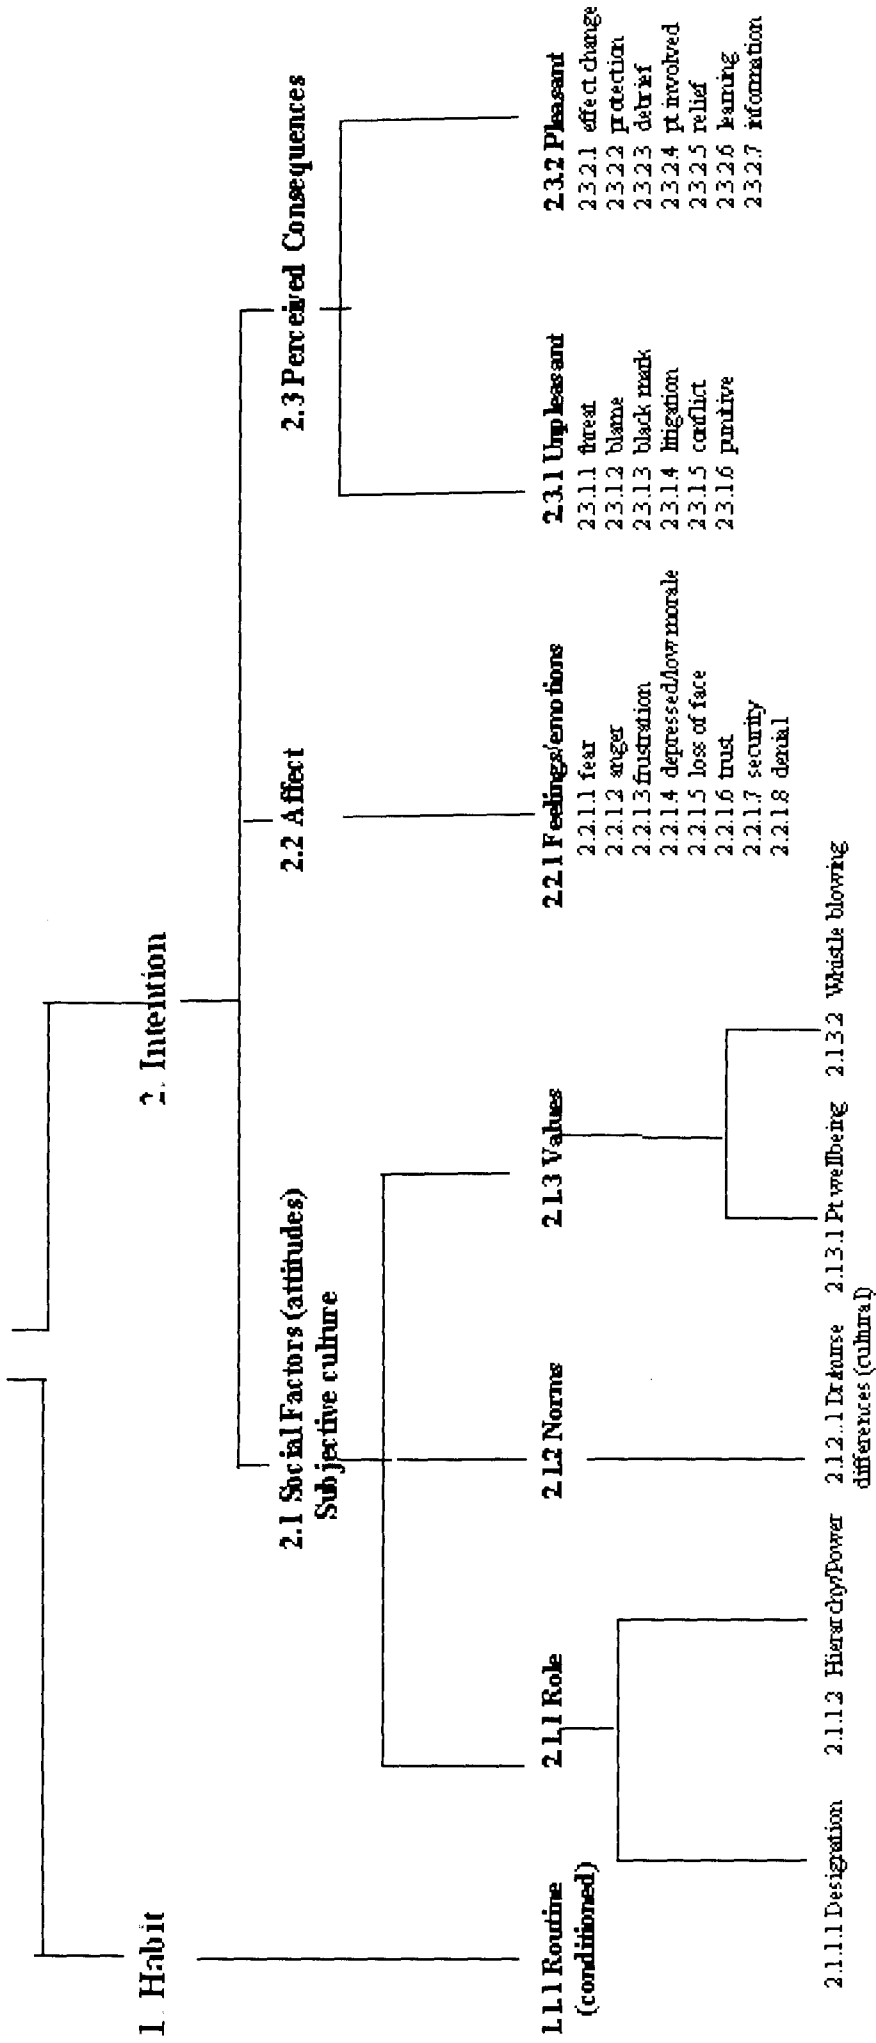 1. Habit
2. Intention
2.1 Social Factors (attitudes)
Subjective culture
2.2 Affect
2.3 Perceived Consequences
1.1.1 Routine
(conditioned)
2.1.1 Role
2.1.2 Norms
2.1.3 Values
2.2.1 Feelings/emotions
2.2.1.1 fear
2.2.1.2 anger
2.2.1.3 frustration
2.2.1.4 depressed/low morale
2.2.1.5 loss of face
2.2.1.6 trust
2.2.1.7 security
2.2.1.8 denial
2.3.1 Unpleasant
2.3.1.1 threat
2.3.1.2 blame
2.3.1.3 black mark
2.3.1.4 litigation
2.3.1.5 conflict
2.3.1.6 punitive
2.3.2 Pleasant
2.3.2.1 effect change
2.3.2.2 protection
2.3.2.3 debrief
2.3.2.4 pt involved
2.3.2.5 relief
2.3.2.6 learning
2.3.2.7 information
2.1.1.1 Designation
2.1.1.2 Hierarchy/Power
2.1.2..1 Dr/nurse
differences (cultural)
2.1.3.1 Pt wellbeing
2.1.3.2 Whistle blowing